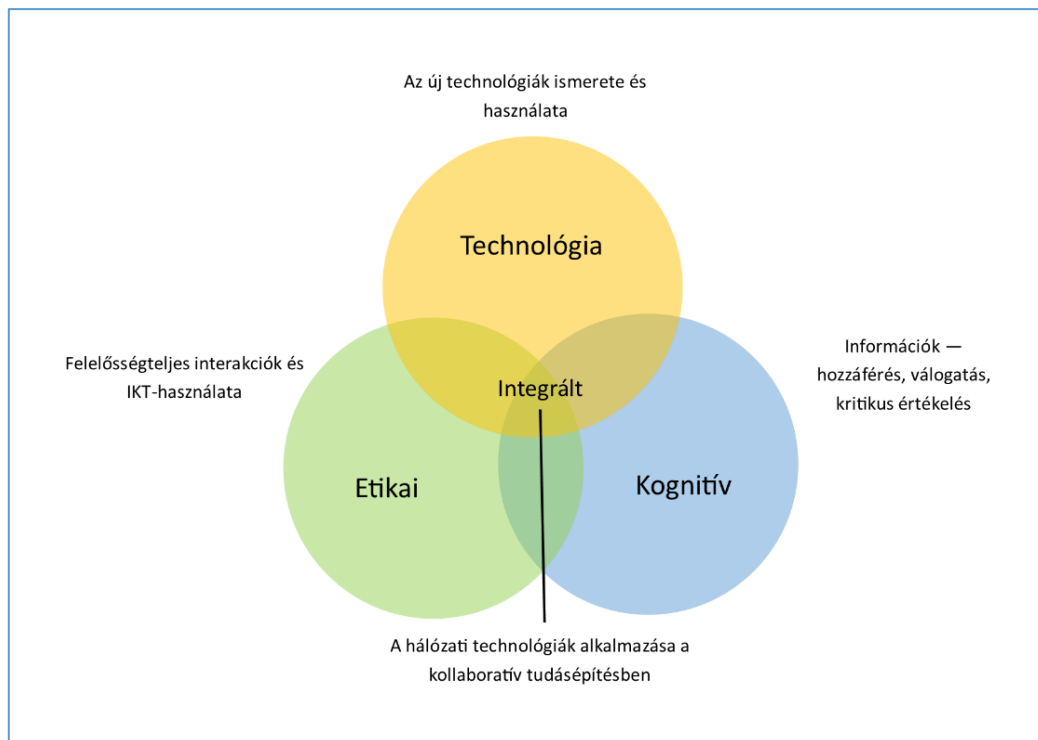 Az új technológiák ismerete és
használata
Technológia
Felelősségteljes interakciók és
IKT-használata
Információk —
hozzáférés, válogatás,
kritikus értékelés
Integrált
Etikai
Kognitív
A hálózati technológiák alkalmazása a
kollaboratív tudásépítésben